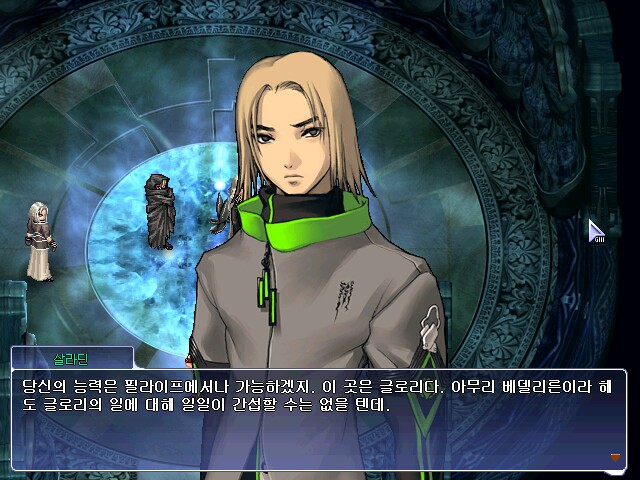 살라딘
당신의 능력은 필라이프에서나 가능하겠지. 이 곳은 글로리다. 아무리 베델리른이라 해
도 글로리의 일에 대해 일일이 간섭할 수는 없을 텐데.
GIII